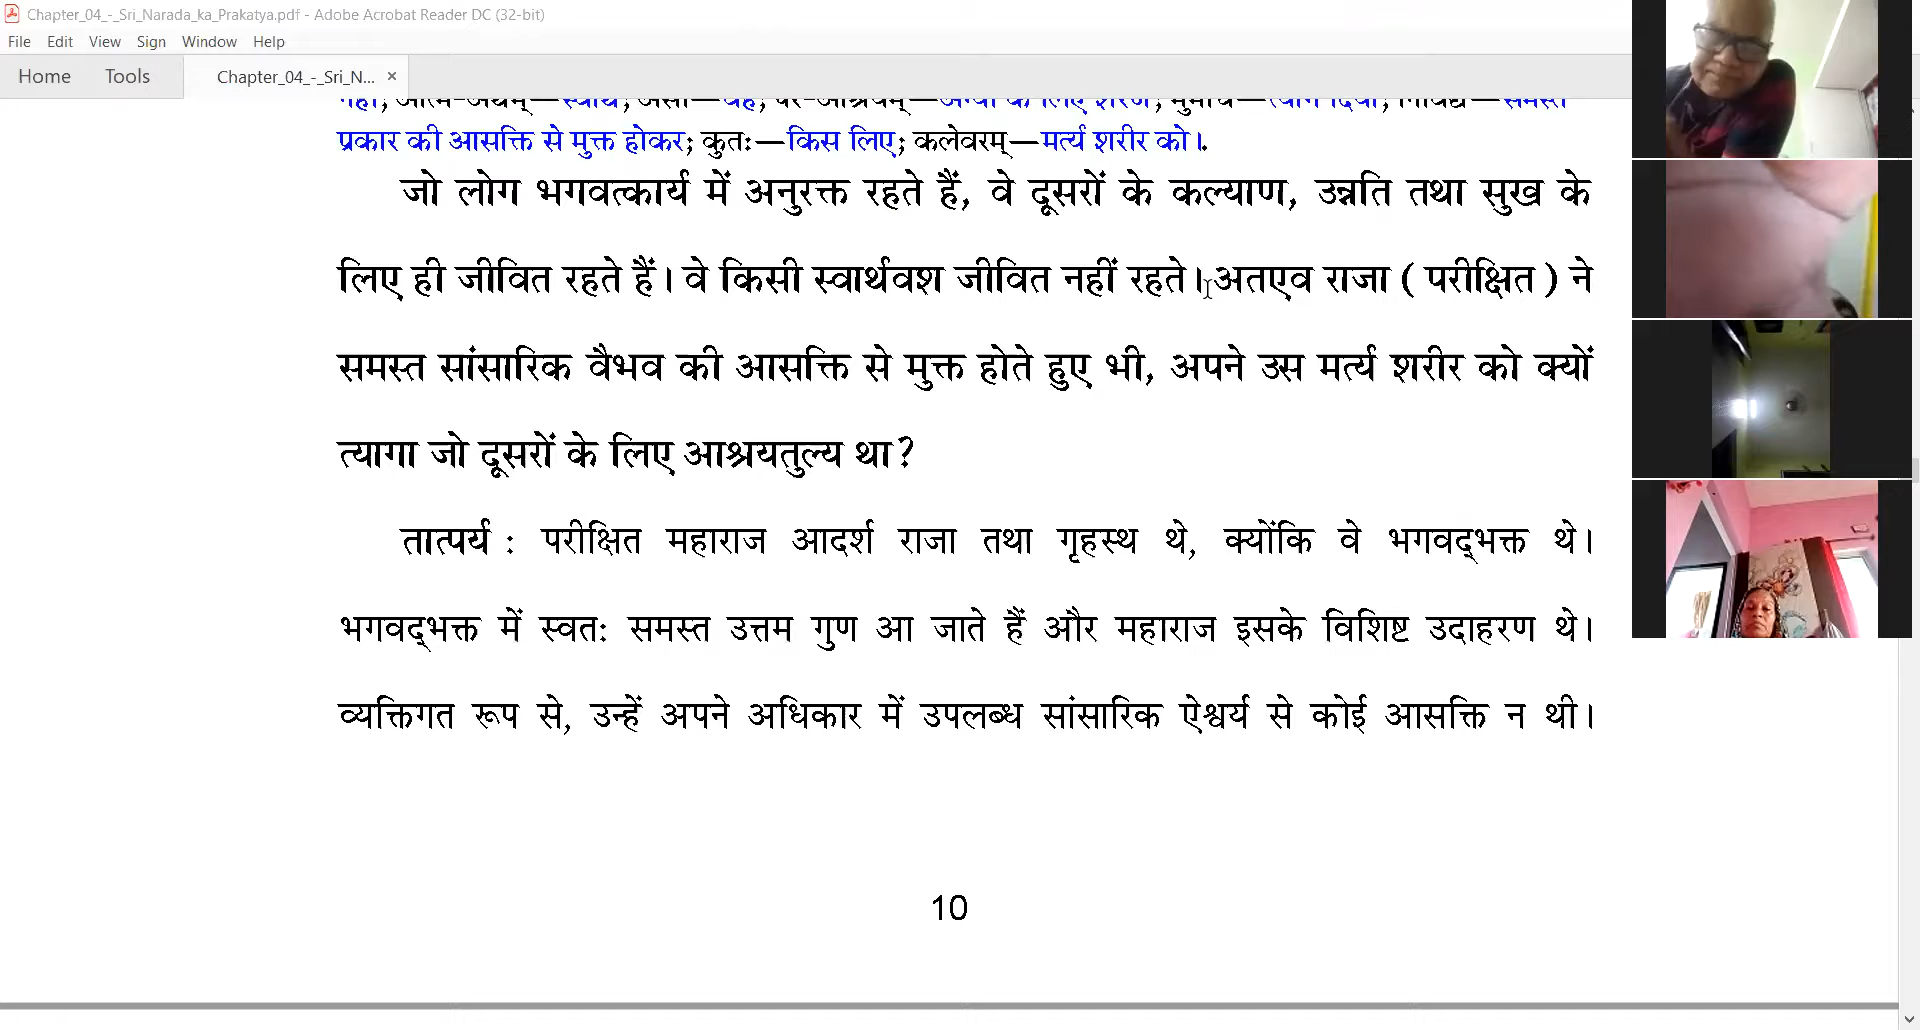 Chapter_04_-_Sri_Narada_ka_Prakatya.pdf - Adobe Acrobat Reader DC (32-bit)
File Edit View Sign Window Help
Home Tools Chapter_04_-_Sri_N... ×
प्रकार की आसक्ति से मुक्त होकर; कुतः—किस लिए; कलेवरम्—मर्त्य शरीर को।.
जो लोग भगवत्कार्य में अनुरक्त रहते हैं, वे दूसरों के कल्याण, उन्नति तथा सुख के
लिए ही जीवित रहते हैं। वे किसी स्वार्थवश जीवित नहीं रहते। अतएव राजा ( परीक्षित ) ने
समस्त सांसारिक वैभव की आसक्ति से मुक्त होते हुए भी, अपने उस मर्त्य शरीर को क्यों
त्यागा जो दूसरों के लिए आश्रयतुल्य था?
तात्पर्य : परीक्षित महाराज आदर्श राजा तथा गृहस्थ थे, क्योंकि वे भगवद्भक्त थे।
भगवद्भक्त में स्वतः समस्त उत्तम गुण आ जाते हैं और महाराज इसके विशिष्ट उदाहरण थे।
व्यक्तिगत रूप से, उन्हें अपने अधिकार में उपलब्ध सांसारिक ऐश्वर्य से कोई आसक्ति न थी।
10